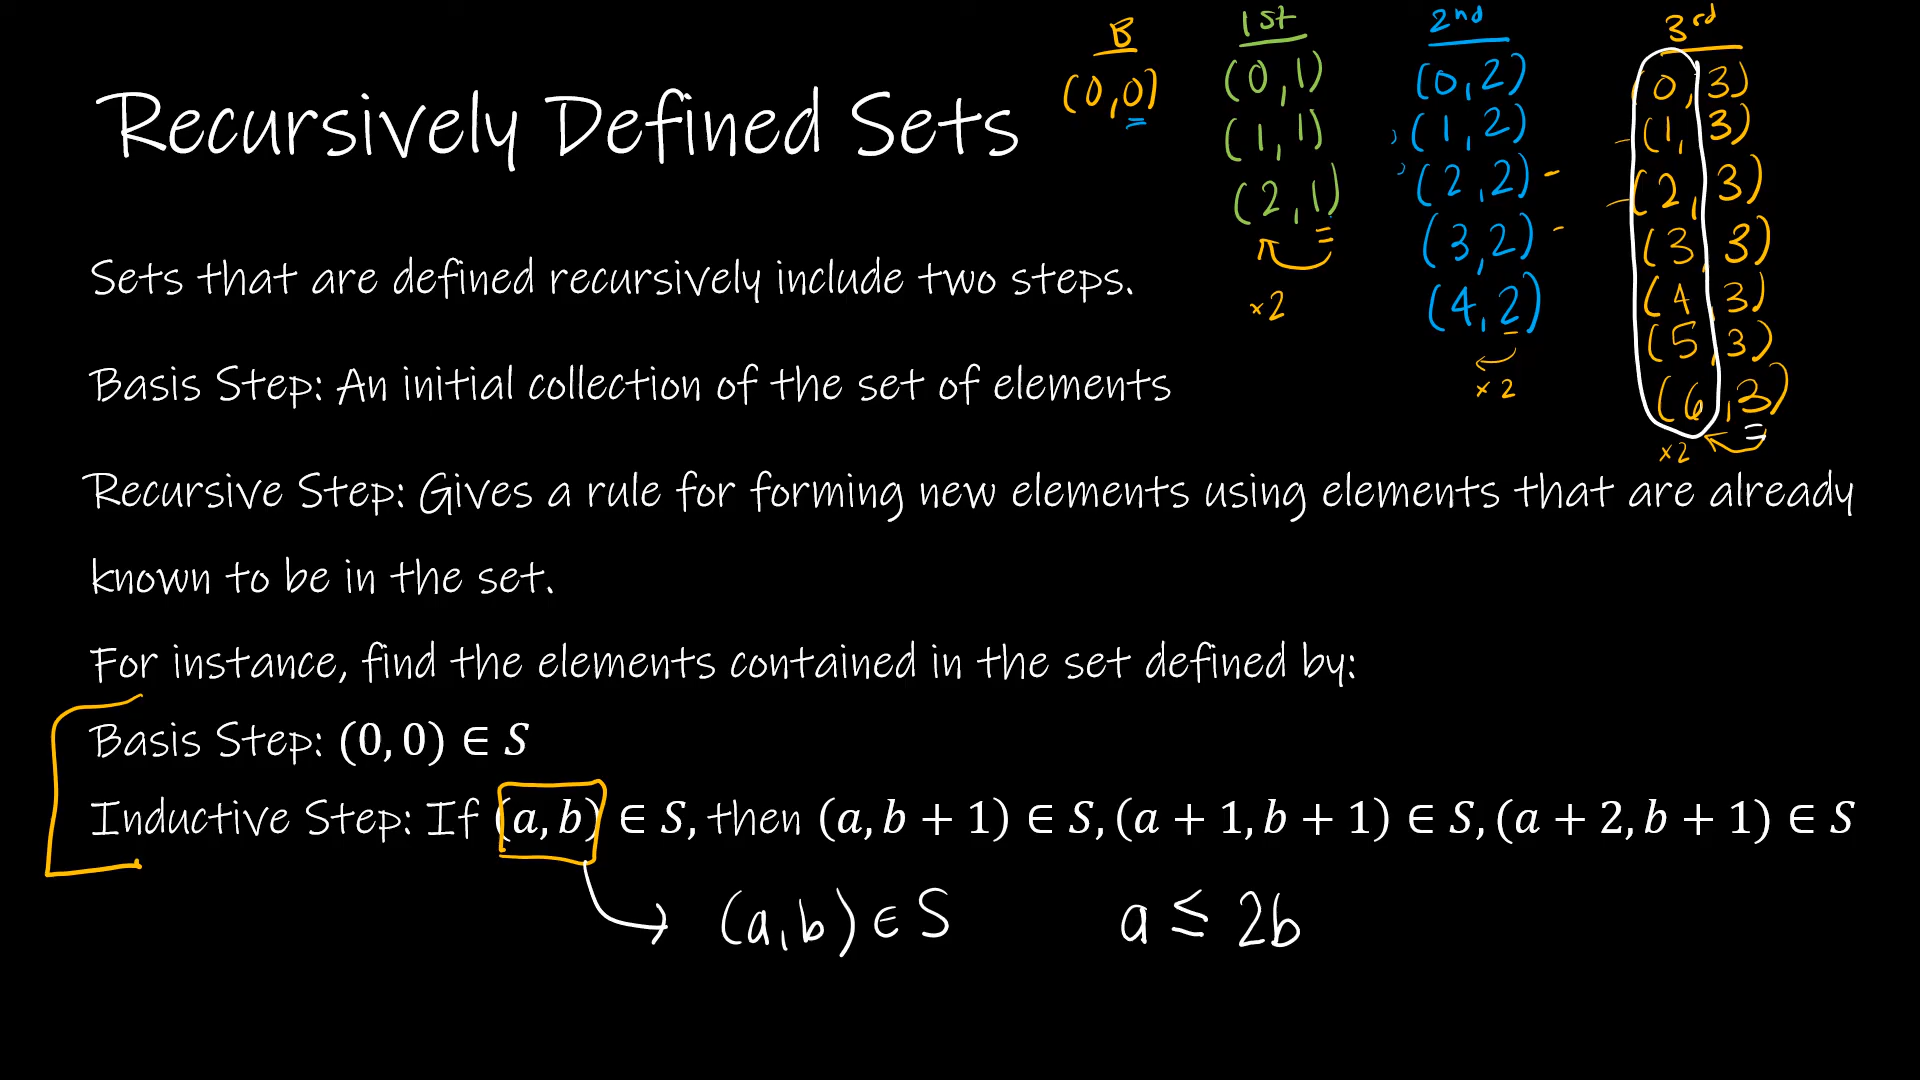 Recursively Defined Sets
B
(0,0)
1st
(0,1)
(1,1)
(2,1)
×2
2nd
(0,2)
(1,2)
(2,2)
(3,2)
(4,2)
×2
3rd
(0,3)
(1,3)
(2,3)
(3,3)
(4,3)
(5,3)
(6,3)
×2
Sets that are defined recursively include two steps.
Basis Step: An initial collection of the set of elements
Recursive Step: Gives a rule for forming new elements using elements that are already
known to be in the set.
For instance, find the elements contained in the set defined by:
Basis Step: (0,0) ∈ S
Inductive Step: If (a,b) ∈ S, then (a,b + 1) ∈ S, (a + 1,b + 1) ∈ S, (a + 2,b + 1) ∈ S
(a,b) ∈ S a ≤ 2b